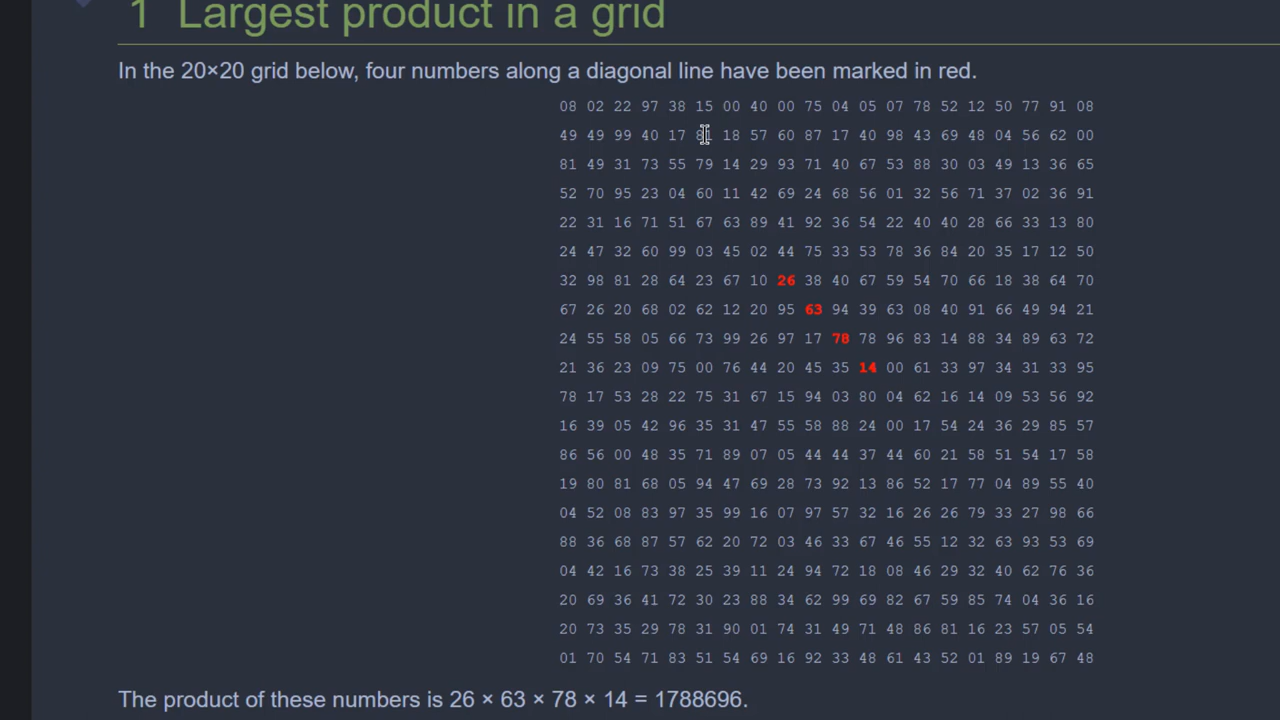 1 Largest product in a grid
In the 20×20 grid below, four numbers along a diagonal line have been marked in red.
08 02 22 97 38 15 00 40 00 75 04 05 07 78 52 12 50 77 91 08
49 49 99 40 17 81 18 57 60 87 17 40 98 43 69 48 04 56 62 00
81 49 31 73 55 79 14 29 93 71 40 67 53 88 30 03 49 13 36 65
52 70 95 23 04 60 11 42 69 24 68 56 01 32 56 71 37 02 36 91
22 31 16 71 51 67 63 89 41 92 36 54 22 40 40 28 66 33 13 80
24 47 32 60 99 03 45 02 44 75 33 53 78 36 84 20 35 17 12 50
32 98 81 28 64 23 67 10 26 38 40 67 59 54 70 66 18 38 64 70
67 26 20 68 02 62 12 20 95 63 94 39 63 08 40 91 66 49 94 21
24 55 58 05 66 73 99 26 97 17 78 78 96 83 14 88 34 89 63 72
21 36 23 09 75 00 76 44 20 45 35 14 00 61 33 97 34 31 33 95
78 17 53 28 22 75 31 67 15 94 03 80 04 62 16 14 09 53 56 92
16 39 05 42 96 35 31 47 55 58 88 24 00 17 54 24 36 29 85 57
86 56 00 48 35 71 89 07 05 44 44 37 44 60 21 58 51 54 17 58
19 80 81 68 05 94 47 69 28 73 92 13 86 52 17 77 04 89 55 40
04 52 08 83 97 35 99 16 07 97 57 32 16 26 26 79 33 27 98 66
88 36 68 87 57 62 20 72 03 46 33 67 46 55 12 32 63 93 53 69
04 42 16 73 38 25 39 11 24 94 72 18 08 46 29 32 40 62 76 36
20 69 36 41 72 30 23 88 34 62 99 69 82 67 59 85 74 04 36 16
20 73 35 29 78 31 90 01 74 31 49 71 48 86 81 16 23 57 05 54
01 70 54 71 83 51 54 69 16 92 33 48 61 43 52 01 89 19 67 48
The product of these numbers is 26 × 63 × 78 × 14 = 1788696.